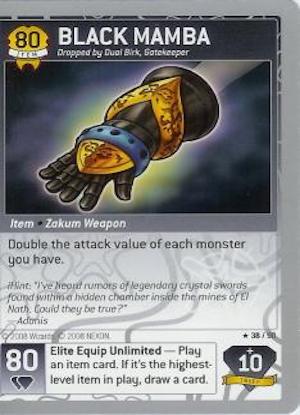 80
ITEM
BLACK MAMBA
Dropped by Dual Birk, Gatekeeper
Item • Zakum Weapon
Double the attack value of each monster
you have.
Hint: "I've heard rumors of legendary crystal swords
found within a hidden chamber inside the mines of El
Nath. Could they be true?"
— Adonis
© 2008 Wizards. © 2008 NEXON.
★ 38 / 90
80
Elite Equip Unlimited — Play
an item card. If it's the highest-
level item in play, draw a card.
+
10
THIEF